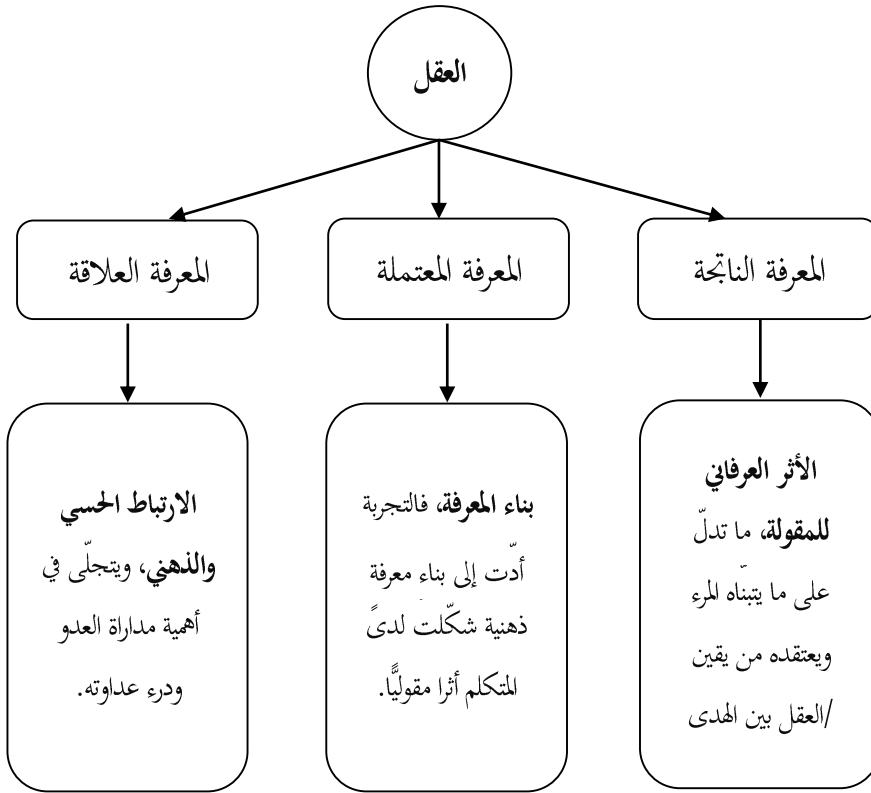 العقل
المعرفة الناتجة
المعرفة المعتملة
المعرفة العلاقة
الأثر العرفاني
للمقولة، ما تدلّ
على ما يتبنّاه المرء
ويعتقده من يقين
/العقل بين الهدى
بناء المعرفة، فالتجربة
أدّت إلى بناء معرفة
ذهنية شكّلت لدىً
المتكلم أثرا مقوليًّا.
الارتباط الحسي
والذهني، ويتجلّى في
أهمية مداراة العدو
ودرء عداوته.